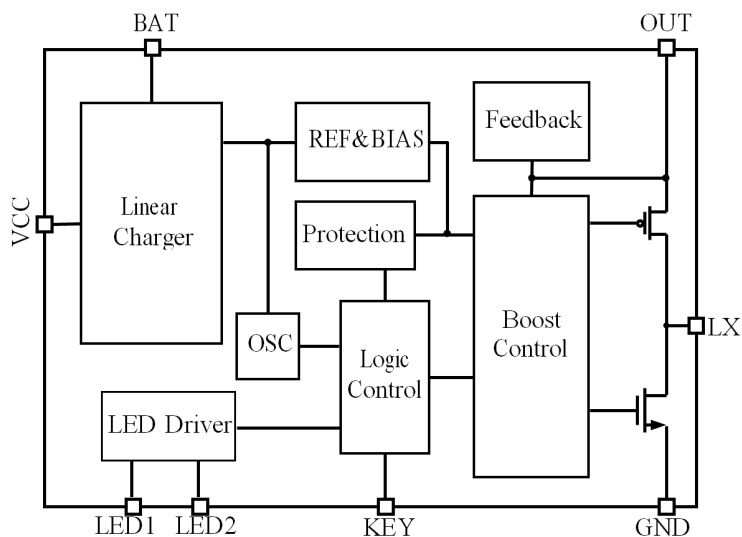 BAT
OUT
REF&BIAS
Feedback
VCC
Linear
Charger
Protection
OSC
Logic
Control
Boost
Control
LX
LED Driver
LED1
LED2
KEY
GND